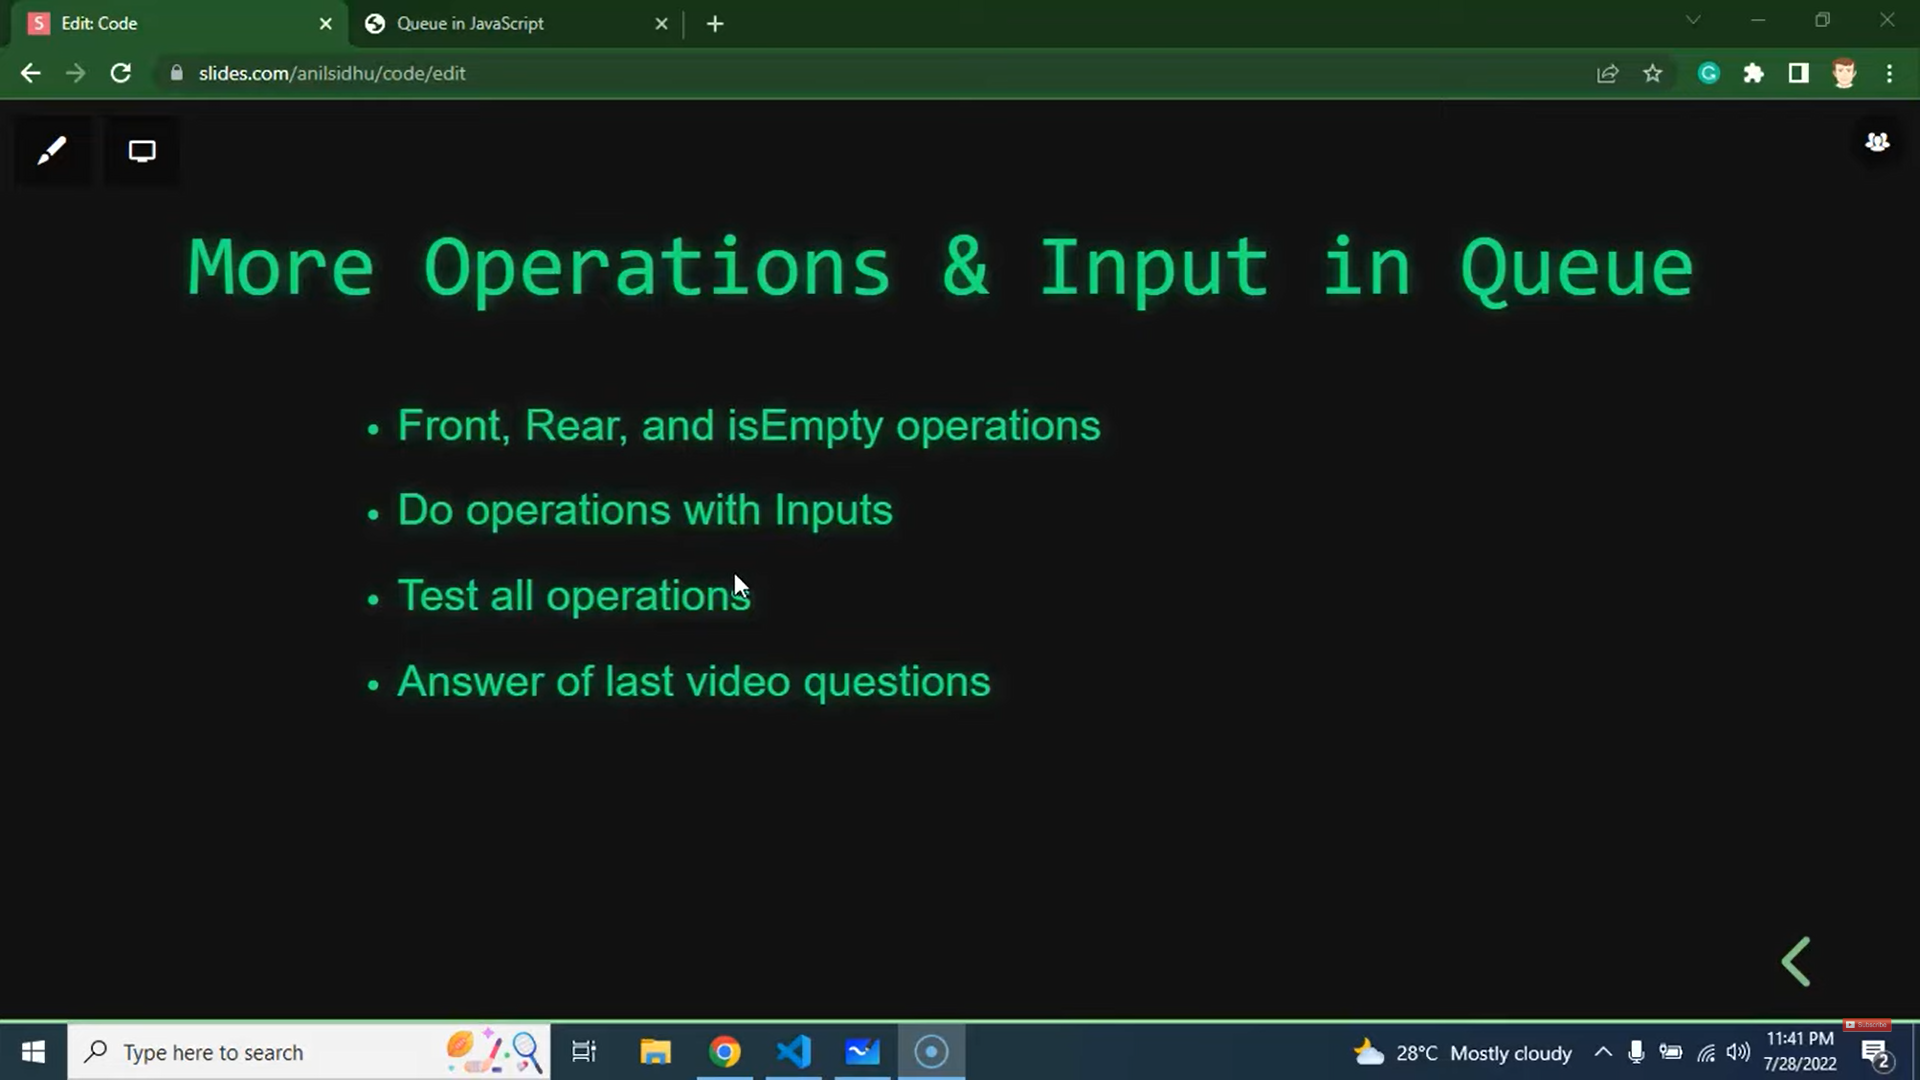 S Edit: Code
Queue in JavaScript
slides.com/anilsidhu/code/edit
More Operations & Input in Queue
• Front, Rear, and isEmpty operations
• Do operations with Inputs
• Test all operations
• Answer of last video questions
Subscribe
Type here to search
28°C Mostly cloudy
11:41 PM
7/28/2022
2